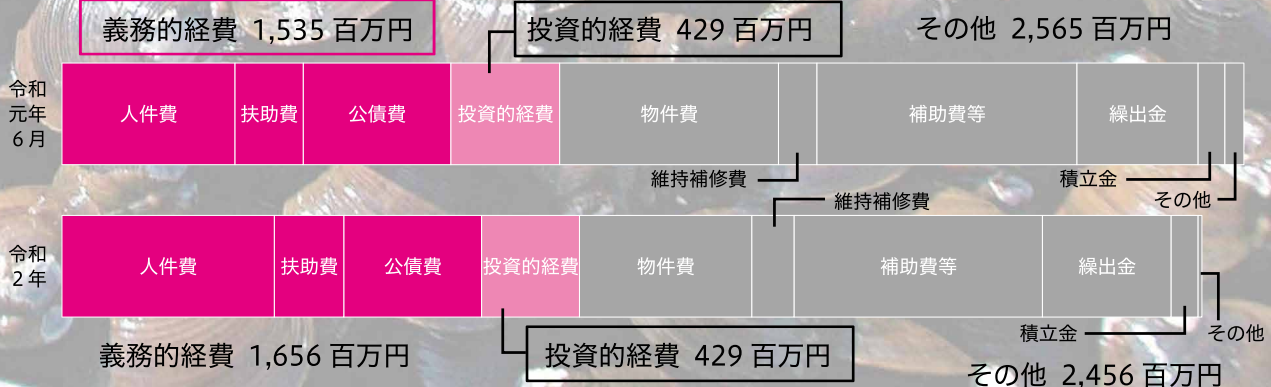 義務的経費 1,535 百万円
投資的経費 429 百万円
その他 2,565 百万円
令和
元年
6月
人件費
扶助費
公債費
投資的経費
物件費
補助費等
繰出金
維持補修費
積立金
その他
維持補修費
令和
2年
人件費
扶助費
公債費
投資的経費
物件費
補助費等
繰出金
積立金
その他
義務的経費 1,656 百万円
投資的経費 429 百万円
その他 2,456 百万円